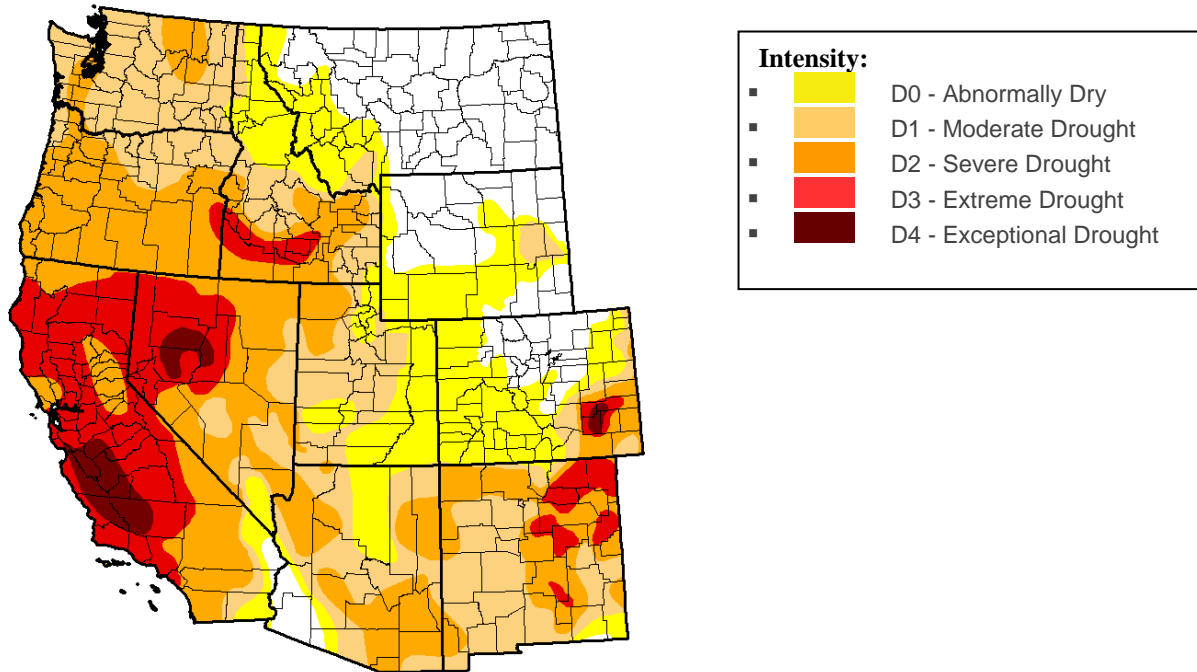 Intensity:
▪ D0 - Abnormally Dry
▪ D1 - Moderate Drought
▪ D2 - Severe Drought
▪ D3 - Extreme Drought
▪ D4 - Exceptional Drought